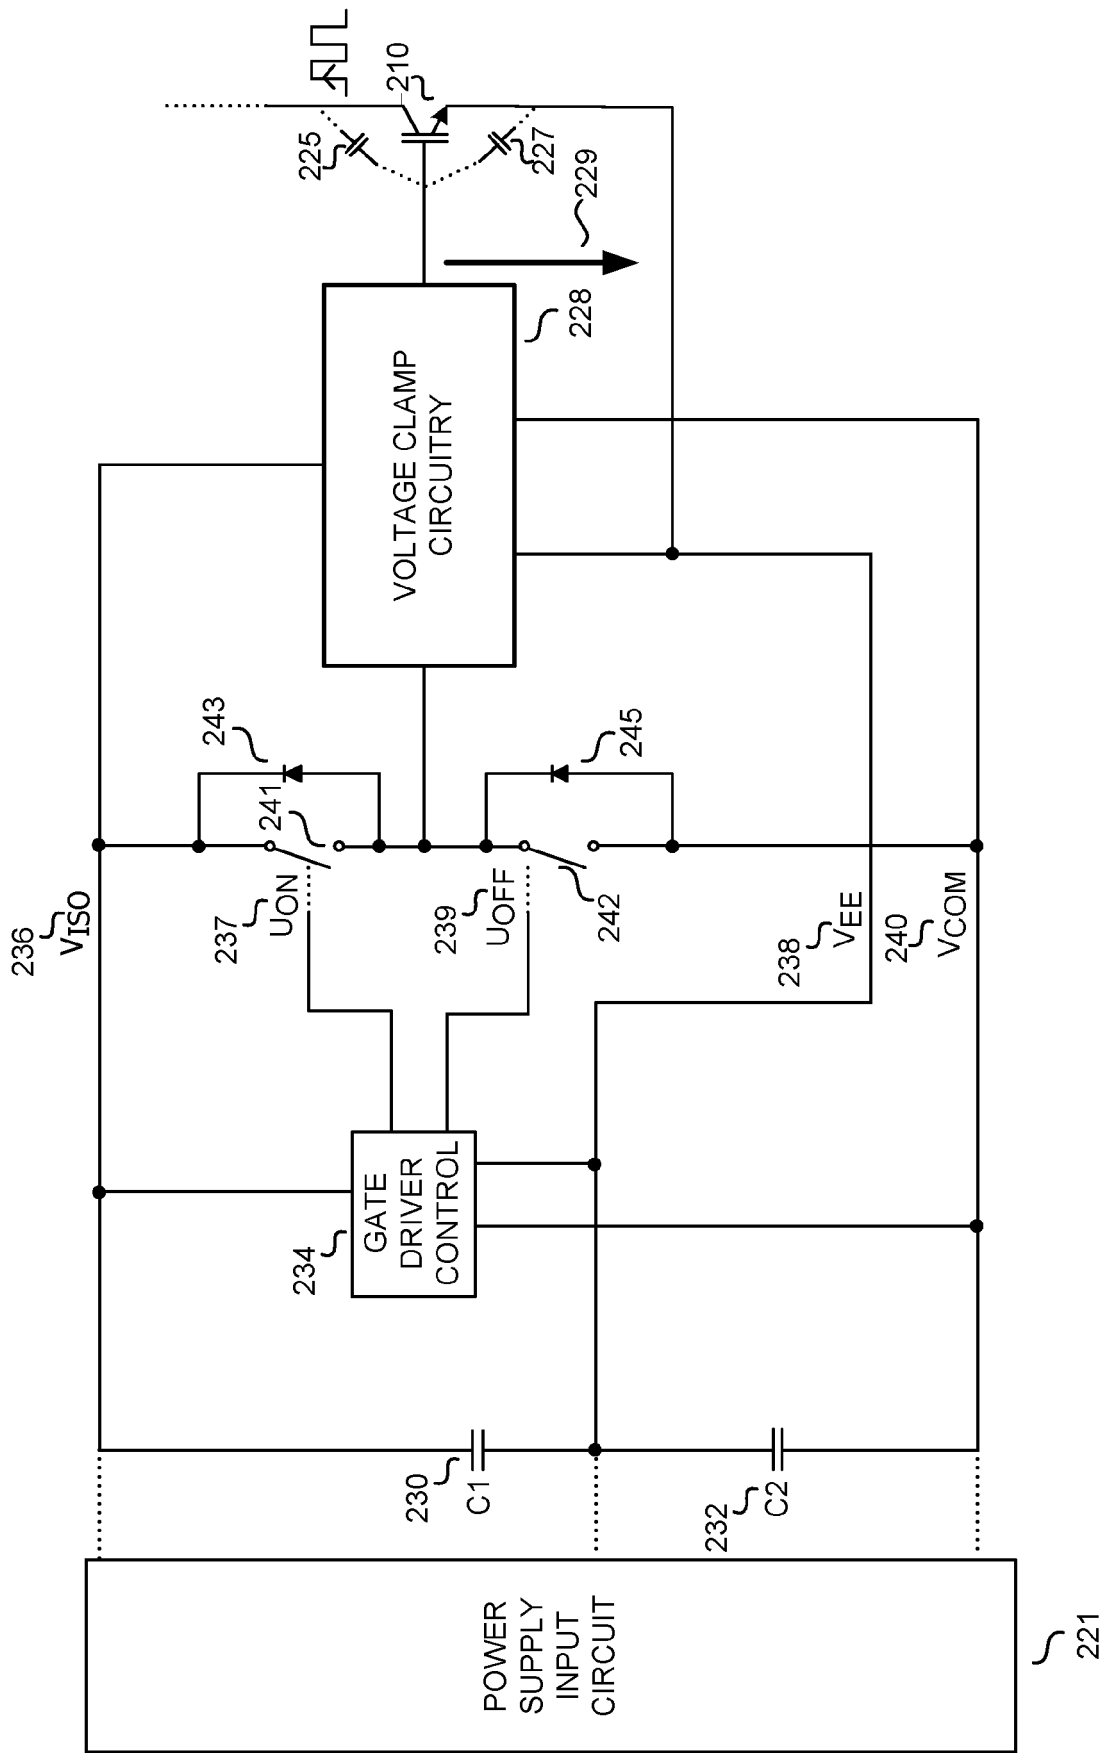 236
VISO
230
C1
232
C2
POWER
SUPPLY
INPUT
CIRCUIT
221
234
GATE
DRIVER
CONTROL
237
UON
239
UOFF
241
242
243
245
238
VEE
240
VCOM
VOLTAGE CLAMP
CIRCUITRY
228
229
225
227
210